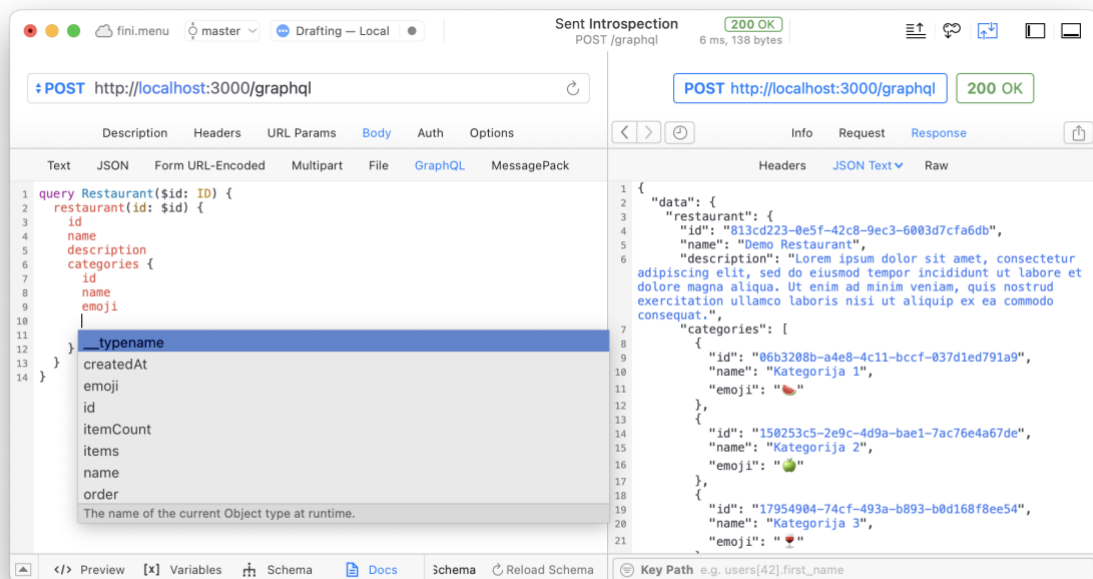 fini.menu
master
Drafting — Local
Sent Introspection
POST /graphql
200 OK
6 ms, 138 bytes
POST http://localhost:3000/graphql
Description Headers URL Params Body Auth Options
Text JSON Form URL-Encoded Multipart File GraphQL MessagePack
1 query Restaurant($id: ID) {
2 restaurant(id: $id) {
3 id
4 name
5 description
6 categories {
7 id
8 name
9 emoji
10
11
12 }
13 }
14 }
__typename
createdAt
emoji
id
itemCount
items
name
order
The name of the current Object type at runtime.
</> Preview [x] Variables Schema Docs Schema Reload Schema
POST http://localhost:3000/graphql 200 OK
Info Request Response
Headers JSON Text Raw
1 {
2 "data": {
3 "restaurant": {
4 "id": "813cd223-0e5f-42c8-9ec3-6003d7cfa6db",
5 "name": "Demo Restaurant",
6 "description": "Lorem ipsum dolor sit amet, consectetur
adipiscing elit, sed do eiusmod tempor incididunt ut labore et
dolore magna aliqua. Ut enim ad minim veniam, quis nostrud
exercitation ullamco laboris nisi ut aliquip ex ea commodo
consequat.",
7 "categories": [
8 {
9 "id": "06b3208b-a4e8-4c11-bccf-037d1ed791a9",
10 "name": "Kategorija 1",
11 "emoji": "🍉"
12 },
13 {
14 "id": "150253c5-2e9c-4d9a-bae1-7ac76e4a67de",
15 "name": "Kategorija 2",
16 "emoji": "🍏"
17 },
18 {
19 "id": "17954904-74cf-493a-b893-b0d168f8ee54",
20 "name": "Kategorija 3",
21 "emoji": "🍷"
Key Path e.g. users[42].first_name